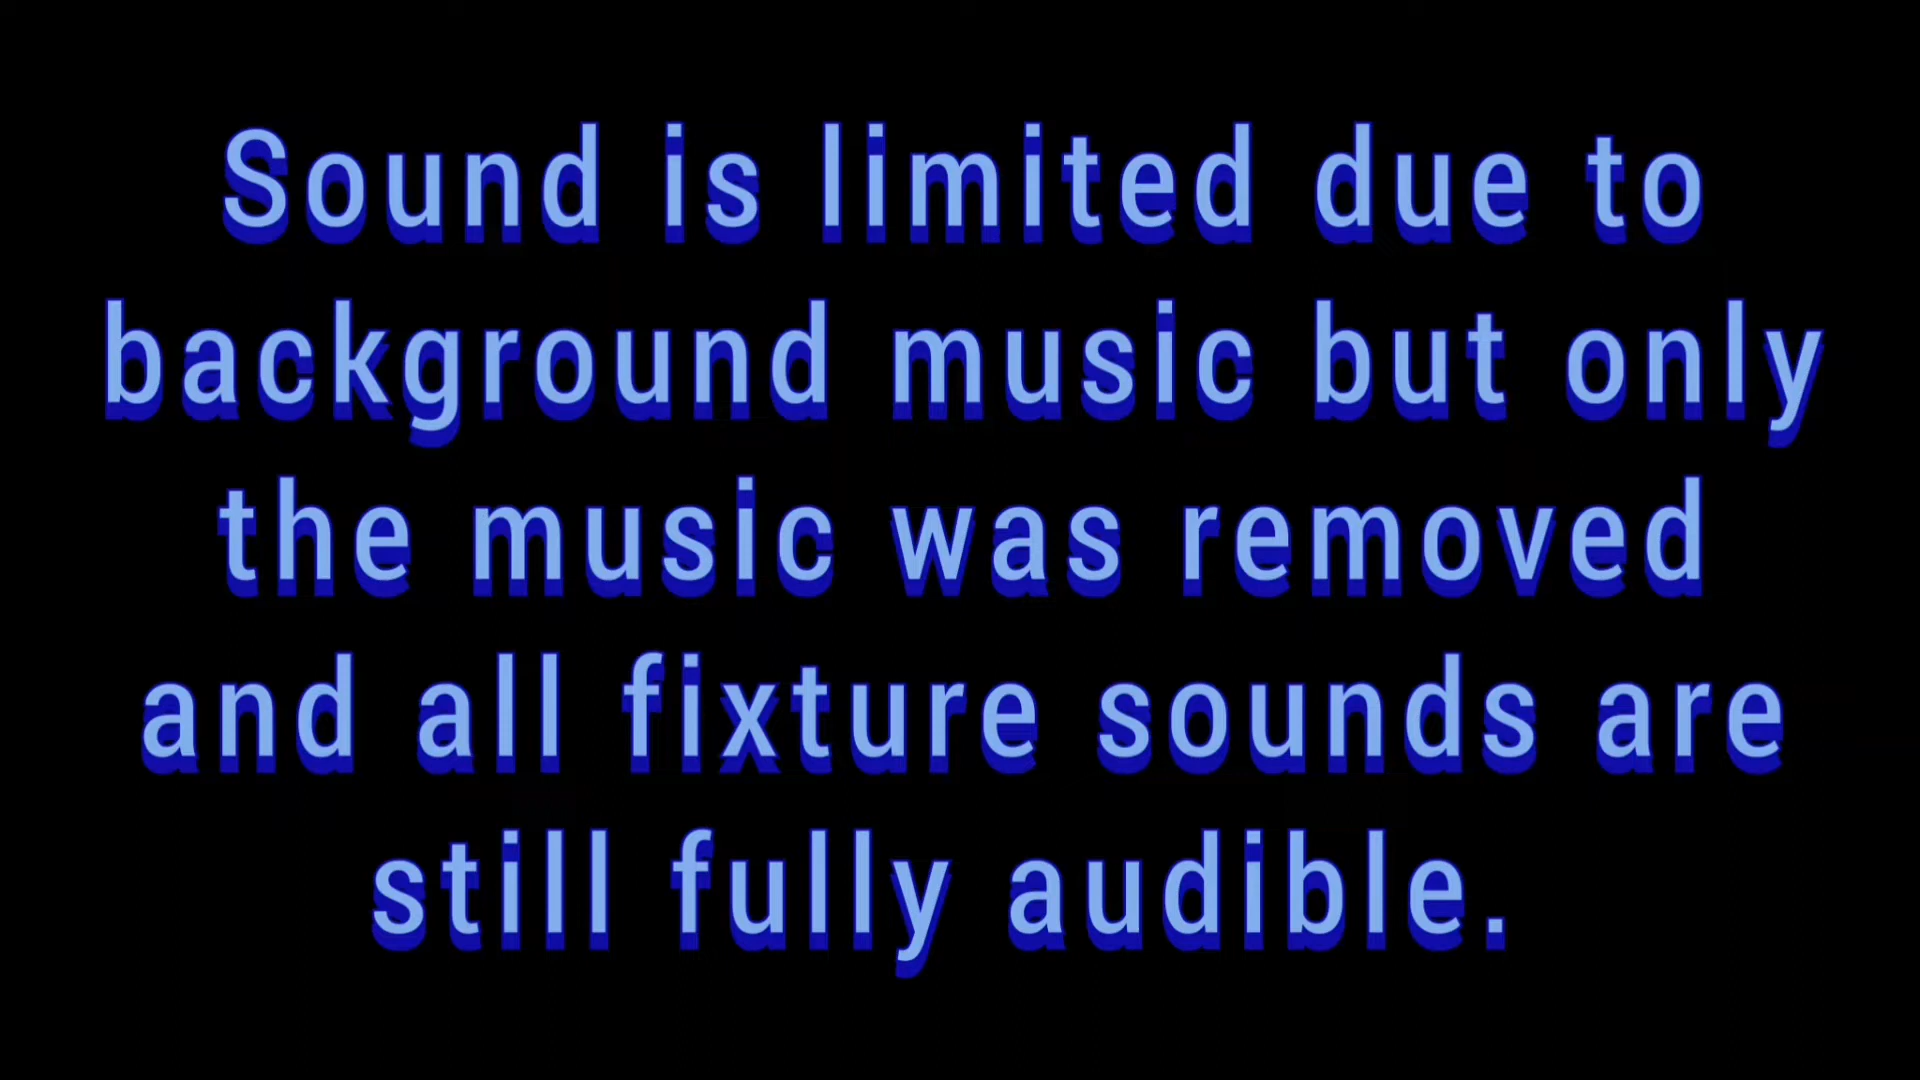 Sound is limited due to
background music but only
the music was removed
and all fixture sounds are
still fully audible.